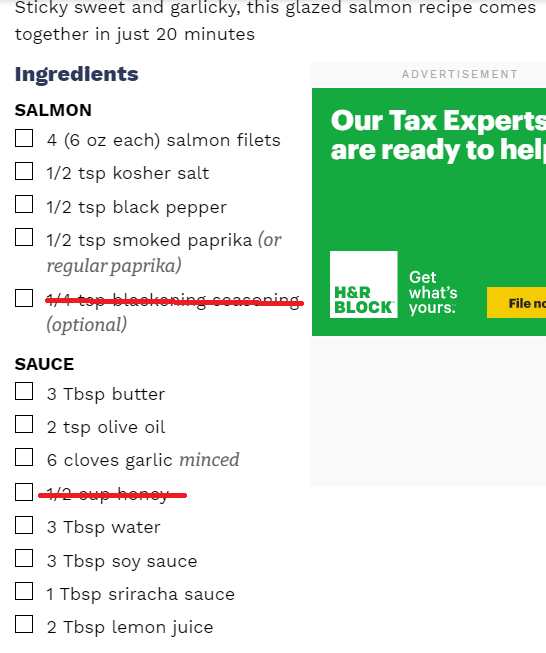 Sticky sweet and garlicky, this glazed salmon recipe comes
together in just 20 minutes
Ingredients
SALMON
4 (6 oz each) salmon filets
1/2 tsp kosher salt
1/2 tsp black pepper
1/2 tsp smoked paprika (or
regular paprika)
1/4 tsp blackening seasoning
(optional)
SAUCE
3 Tbsp butter
2 tsp olive oil
6 cloves garlic minced
1/2 cup honey
3 Tbsp water
3 Tbsp soy sauce
1 Tbsp sriracha sauce
2 Tbsp lemon juice
ADVERTISEMENT
Our Tax Experts
are ready to help
H&R
BLOCK
Get
what's
yours.
File no